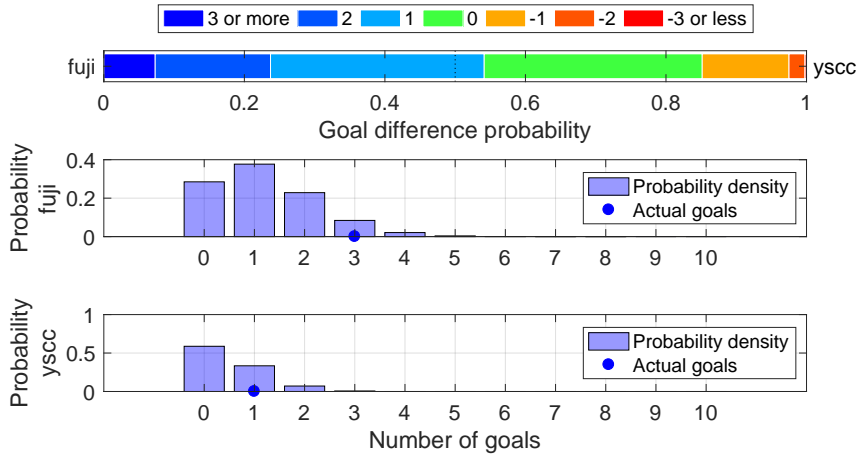 3 or more 2 1 0 -1 -2 -3 or less
fuji yscc
0 0.2 0.4 0.6 0.8 1
Goal difference probability
Probability
fuji
0.4
0.2
0
Probability density
Actual goals
0 1 2 3 4 5 6 7 8 9 10
Probability
yscc
1
0.5
0
Probability density
Actual goals
0 1 2 3 4 5 6 7 8 9 10
Number of goals